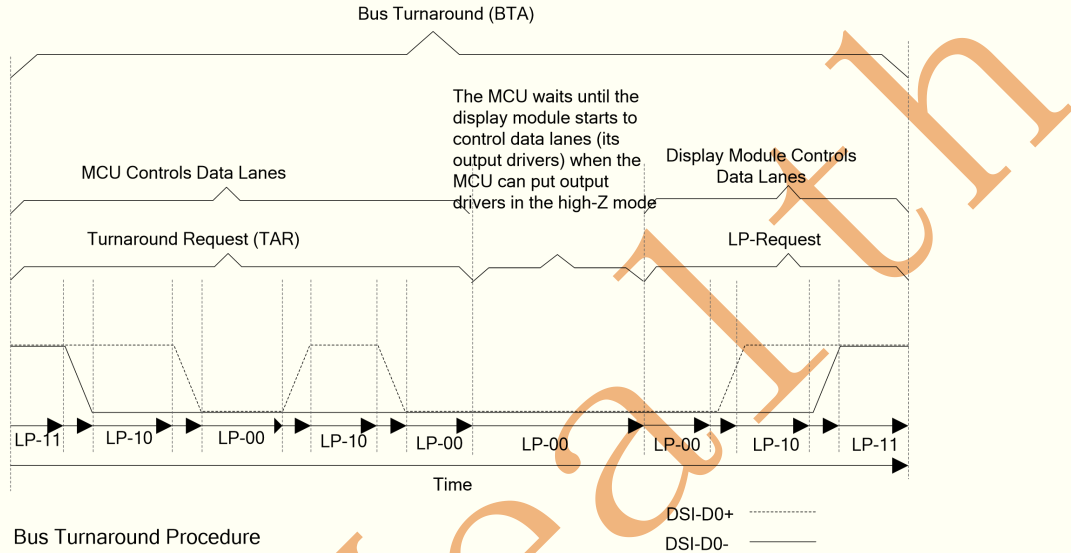 Bus Turnaround (BTA)
The MCU waits until the
display module starts to
control data lanes (its
output drivers) when the
MCU can put output
drivers in the high-Z mode
MCU Controls Data Lanes
Display Module Controls
Data Lanes
Turnaround Request (TAR)
LP-Request
LP-11 LP-10 LP-00 LP-10 LP-00 LP-00 LP-00 LP-10 LP-11
Time
DSI-D0+
DSI-D0-
Bus Turnaround Procedure
ealth